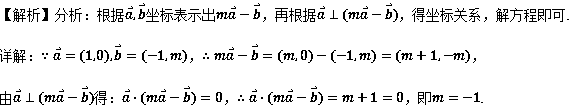 【解析】分析：根据$\vec{a},\vec{b}$坐标表示出$m\vec{a}-\vec{b}$，再根据$\vec{a}\perp(m\vec{a}-\vec{b})$，得坐标关系，解方程即可.
详解：$\because \vec{a}=(1,0),\vec{b}=(-1,m)$，$\therefore m\vec{a}-\vec{b}=(m,0)-(-1,m)=(m+1,-m)$，
由$\vec{a}\perp(m\vec{a}-\vec{b})$得：$\vec{a}\cdot(m\vec{a}-\vec{b})=0$，$\therefore \vec{a}\cdot(m\vec{a}-\vec{b})=m+1=0$，即$m=-1$.